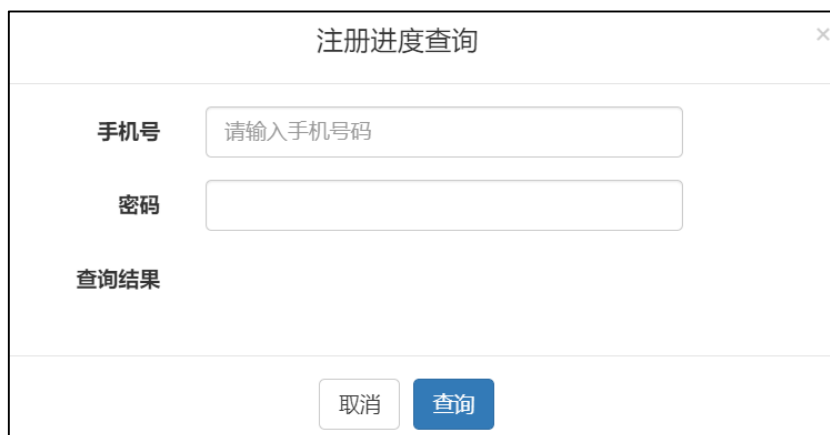 注册进度查询 ×
手机号 请输入手机号码
密码
查询结果
取消 查询